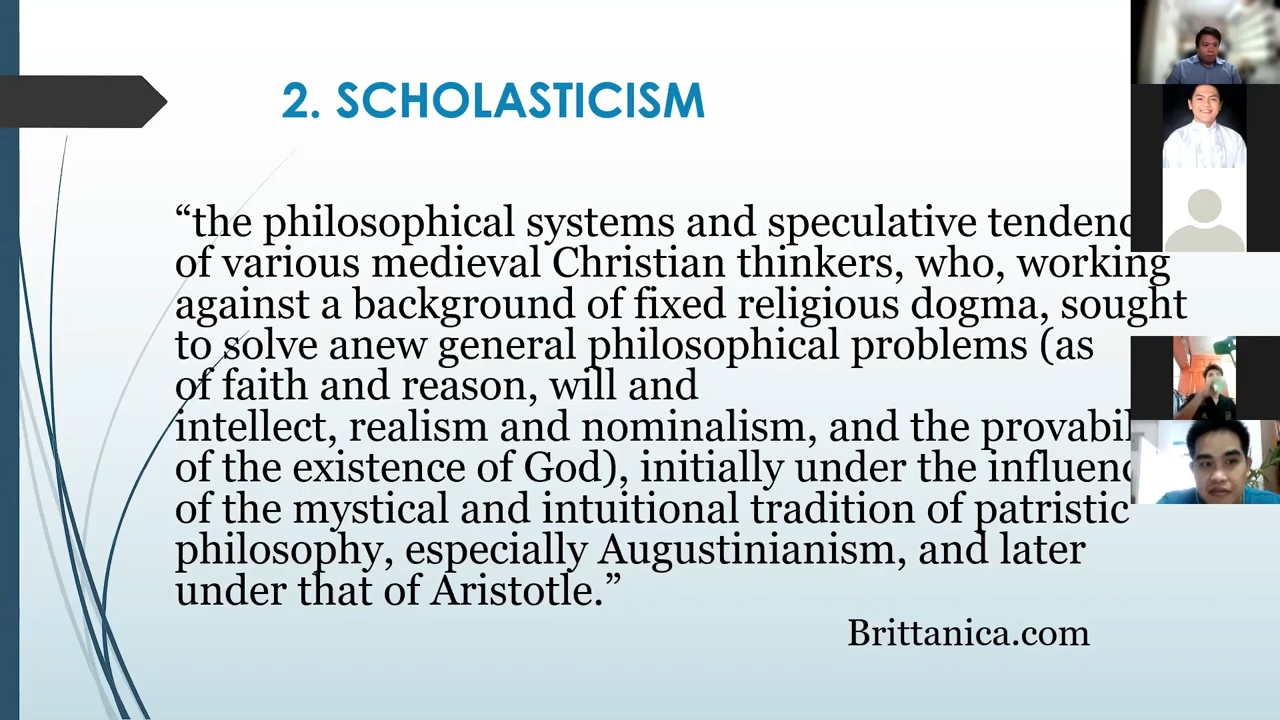 2. SCHOLASTICISM
“the philosophical systems and speculative
of various medieval Christian thinkers, who, working
against a background of fixed religious dogma, sought
to solve anew general philosophical problems (as
of faith and reason, will and
intellect, realism and nominalism, and the
of the existence of God), initially under the
of the mystical and intuitional tradition of patristic
philosophy, especially Augustinianism, and later
under that of Aristotle.”
Brittanica.com